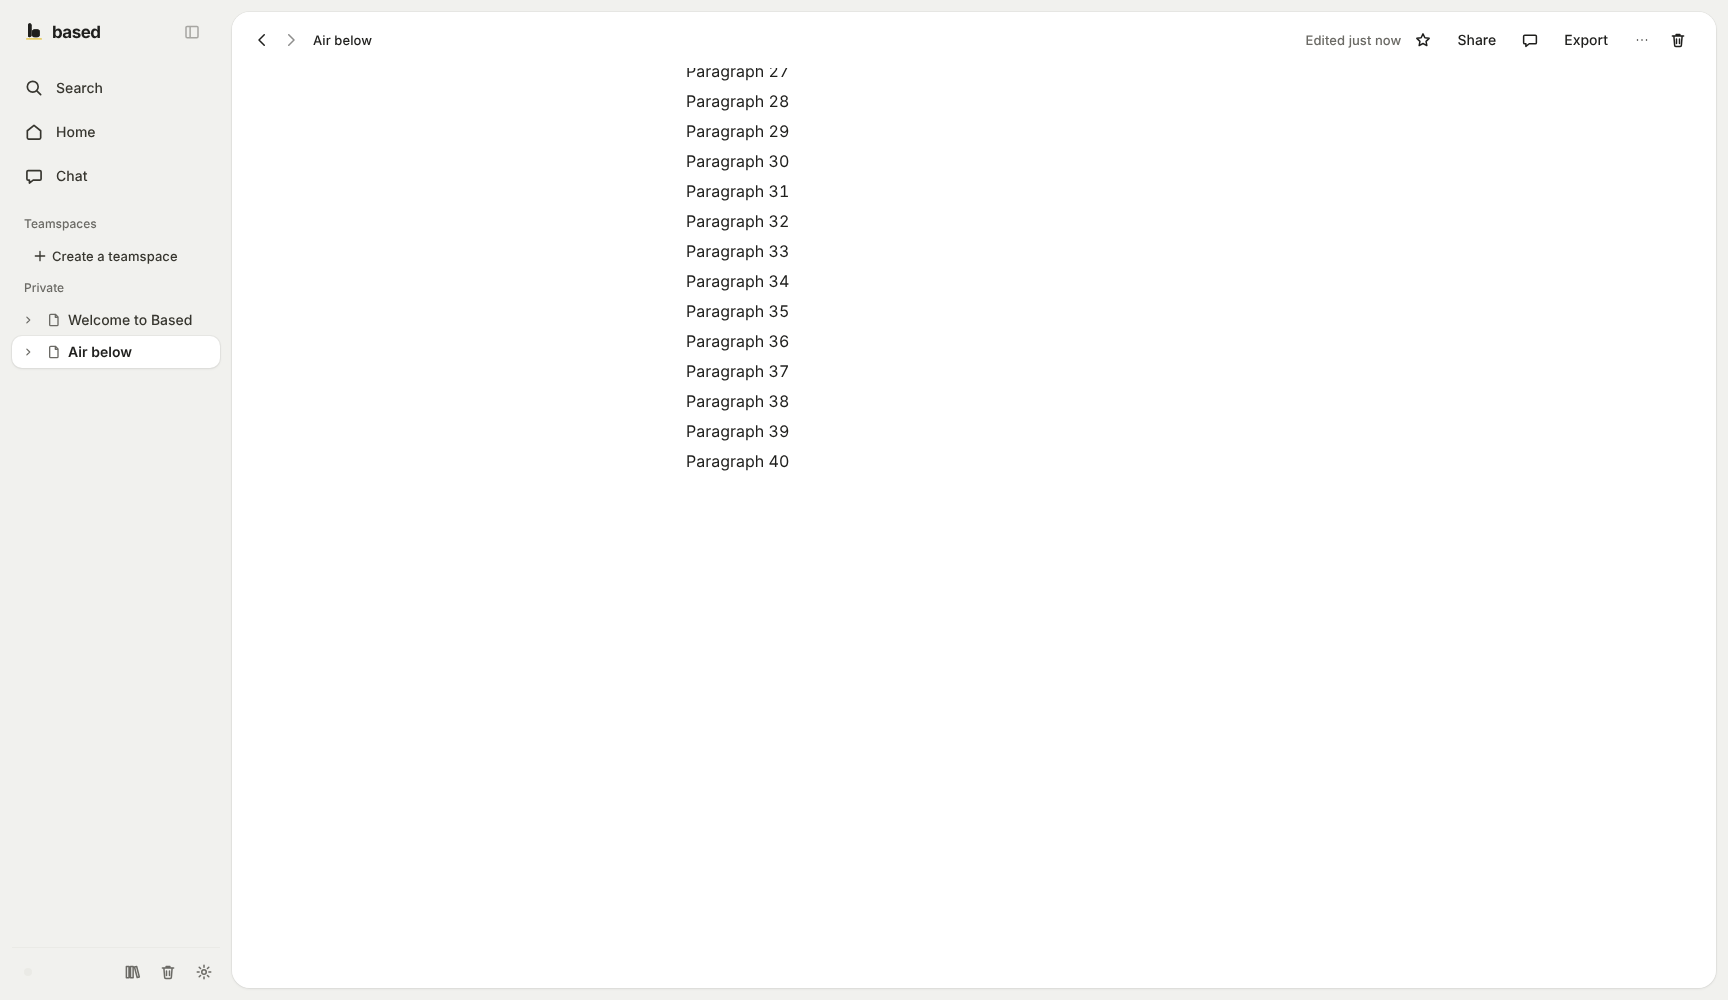 based
Search
Home
Chat
Teamspaces
Create a teamspace
Private
Welcome to Based
Air below
Air below
Edited just now
Share
Export
Paragraph 27
Paragraph 28
Paragraph 29
Paragraph 30
Paragraph 31
Paragraph 32
Paragraph 33
Paragraph 34
Paragraph 35
Paragraph 36
Paragraph 37
Paragraph 38
Paragraph 39
Paragraph 40